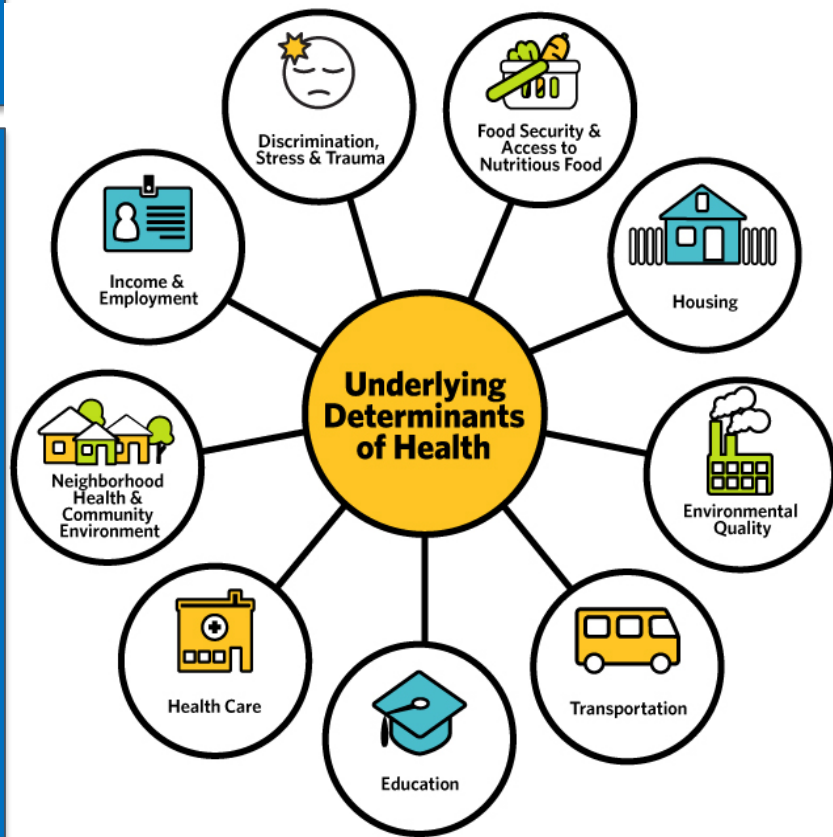 Discrimination,
Stress & Trauma
Food Security &
Access to
Nutritious Food
Income &
Employment
Housing
Underlying
Determinants
of Health
Neighborhood
Health &
Community
Environment
Environmental
Quality
Health Care
Transportation
Education